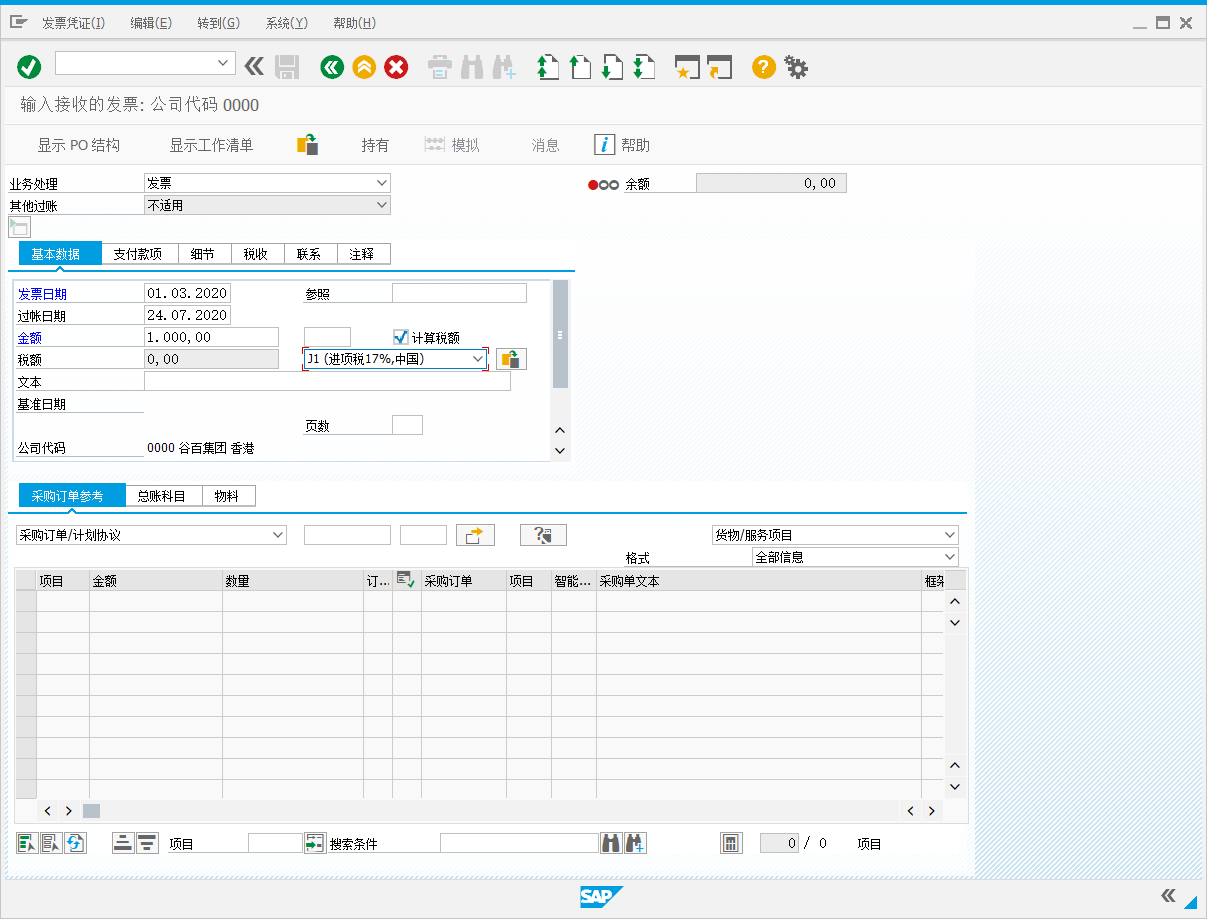 发票凭证(I) 编辑(E) 转到(G) 系统(Y) 帮助(H)
输入接收的发票: 公司代码 0000
显示 PO 结构 显示工作清单 持有 模拟 消息 帮助
业务处理 发票 余额 0,00
其他过账 不适用
基本数据 支付款项 细节 税收 联系 注释
发票日期 01.03.2020 参照
过帐日期 24.07.2020
金额 1.000,00 计算税额
税额 0,00 J1 (进项税17%,中国)
文本
基准日期
页数
公司代码 0000 谷百集团 香港
采购订单参考 总账科目 物料
采购订单/计划协议 货物/服务项目
格式 全部信息
项目 金额 数量 订... 采购订单 项目 智能... 采购单文本 框架
项目 搜索条件 0 / 0 项目
SAP